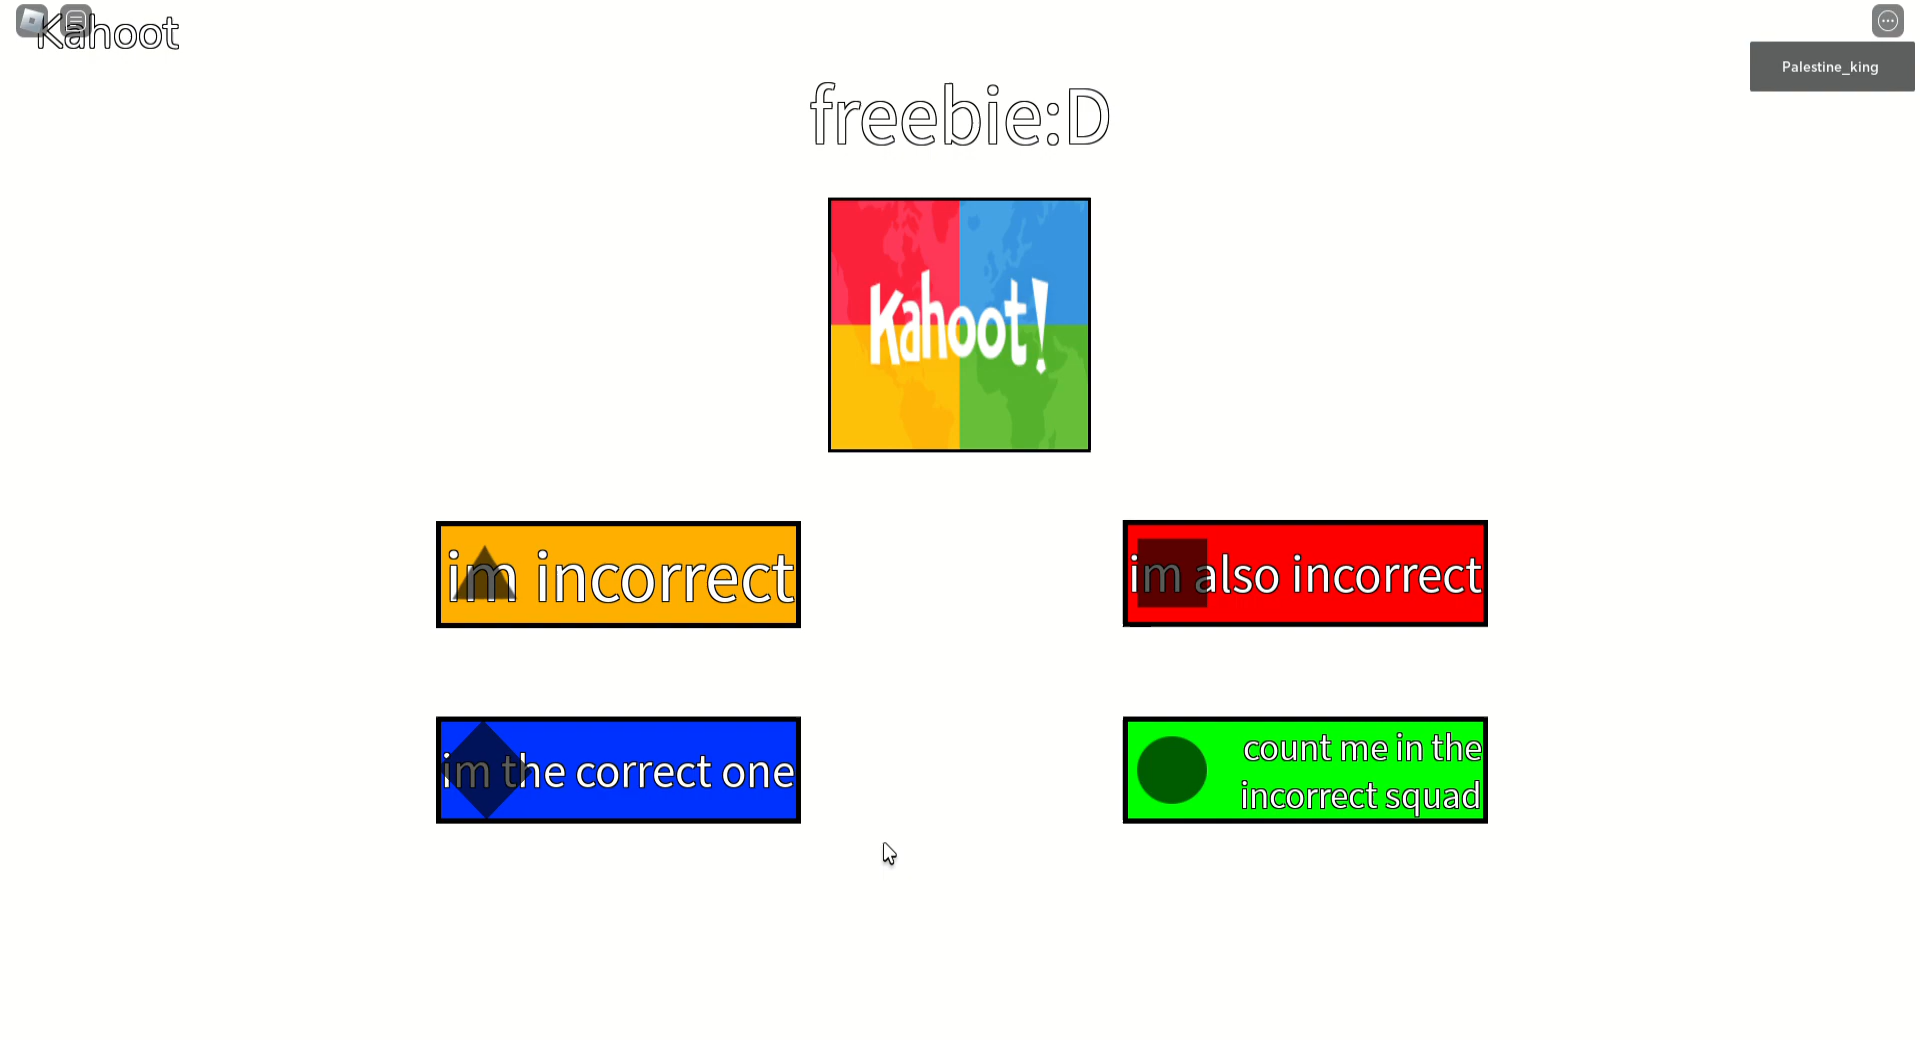 Kahoot
Palestine_king
freebie:D
Kahoot!
im incorrect
im also incorrect
im the correct one
count me in the
incorrect squad